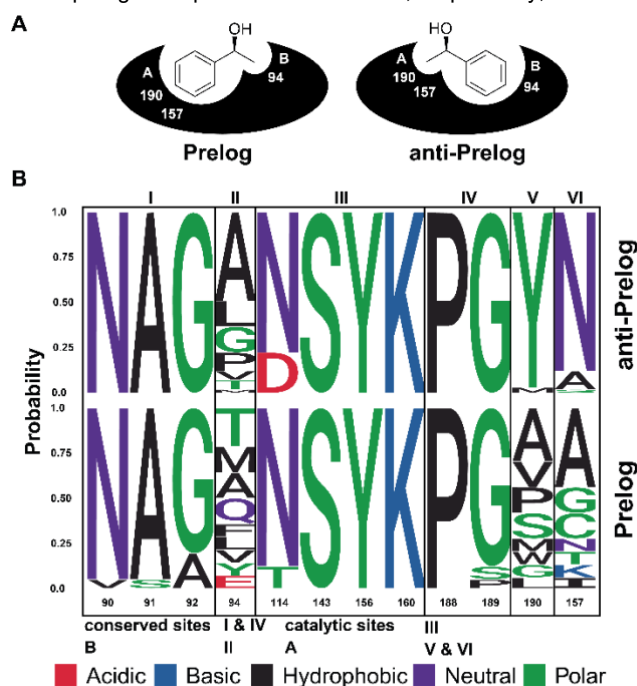 A
OH
A
190
157
B
94
Prelog
HO
A
190
157
B
94
anti-Prelog
B
I II III IV V VI
Probability
1.0
0.75
0.50
0.25
0.0
N A G A N S Y K P G Y N
L
G
P
V
T
D
A
anti-Prelog
1.0
0.75
0.50
0.25
0.0
N A G T N S Y K P G A A
M
A
Q
V
Y
E
V S A
T
S
V
P
S
M
W
G
G
C
N
T
K
Prelog
90 91 92 94 114 143 156 160 188 189 190 157
conserved sites I & IV catalytic sites III
B II A V & VI
Acidic Basic Hydrophobic Neutral Polar